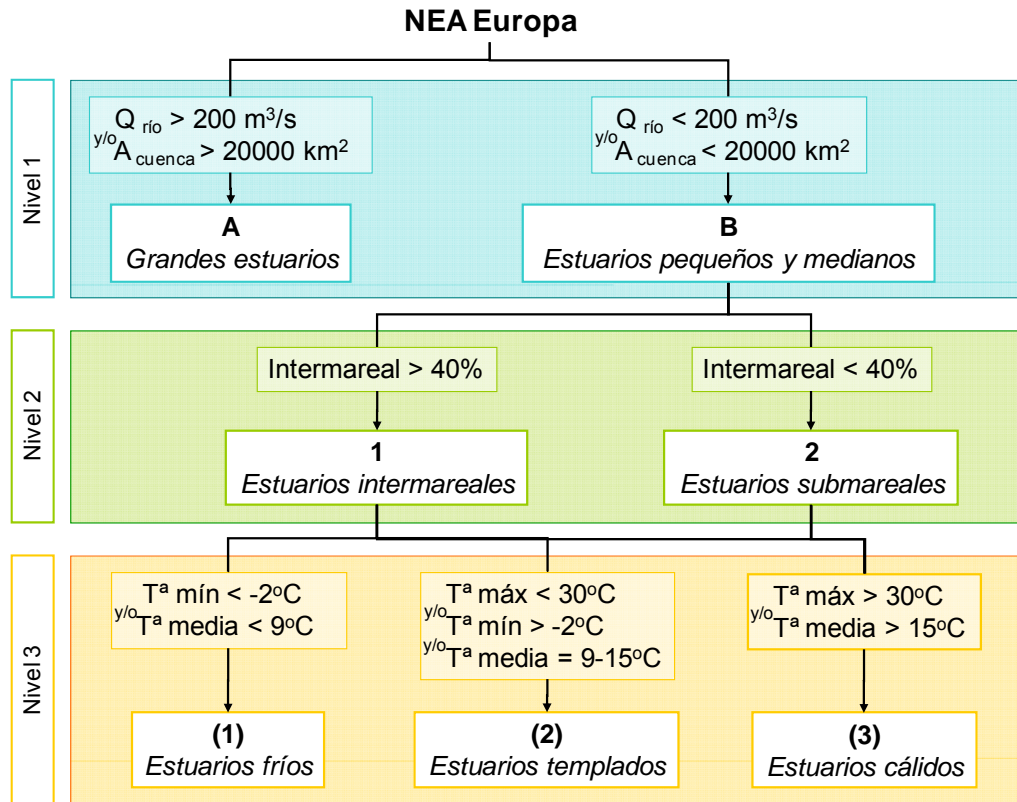 NEA Europa
Nivel 1
Q río > 200 m³/s
y/o A cuenca > 20000 km²
Q río < 200 m³/s
y/o A cuenca < 20000 km²
A
Grandes estuarios
B
Estuarios pequeños y medianos
Nivel 2
Intermareal > 40%
Intermareal < 40%
1
Estuarios intermareales
2
Estuarios submareales
Nivel 3
Tª mín < -2ºC
y/o Tª media < 9ºC
Tª máx < 30ºC
y/o Tª mín > -2ºC
y/o Tª media = 9-15ºC
Tª máx > 30ºC
y/o Tª media > 15ºC
(1)
Estuarios fríos
(2)
Estuarios templados
(3)
Estuarios cálidos